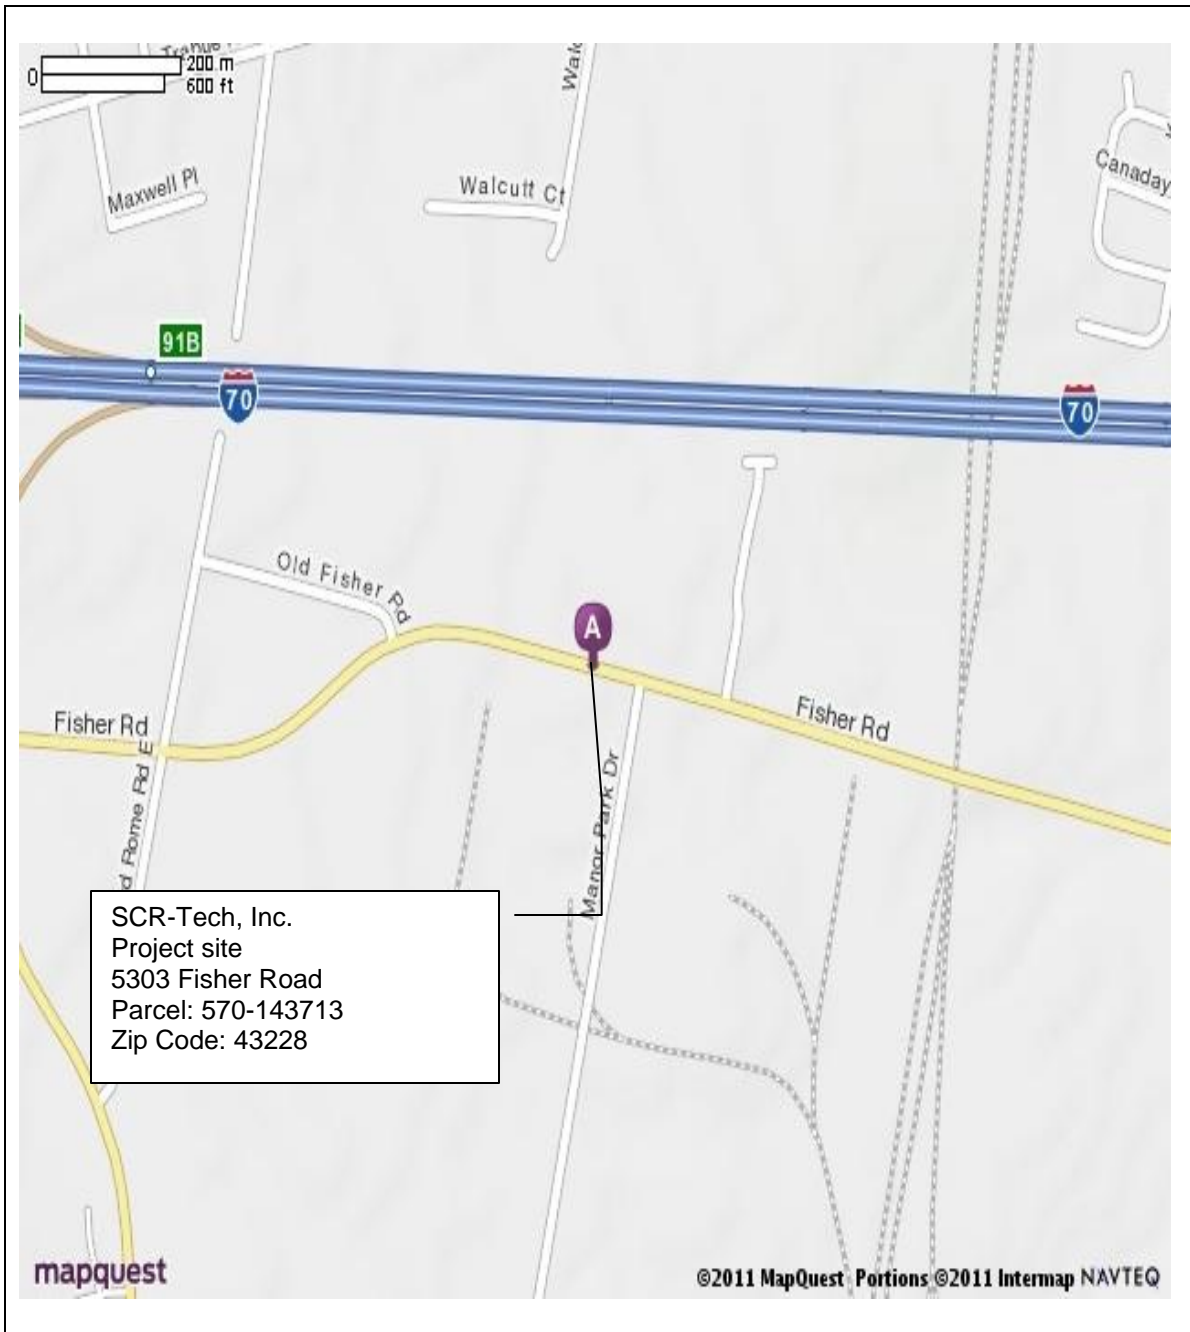 0
200 m
600 ft
Maxwell Pl
Walcutt Ct
Canaday
91B
70
70
Old Fisher Rd
A
Fisher Rd
Fisher Rd
Rome Rd E
Manor Park Dr
SCR-Tech, Inc.
Project site
5303 Fisher Road
Parcel: 570-143713
Zip Code: 43228
mapquest
©2011 MapQuest Portions ©2011 Intermap NAVTEQ